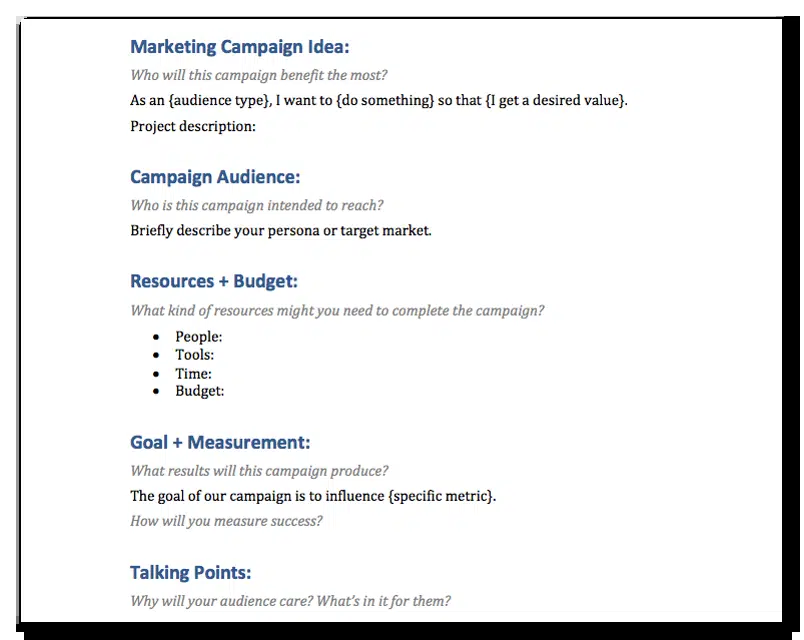 Marketing Campaign Idea:
Who will this campaign benefit the most?
As an {audience type}, I want to {do something} so that {I get a desired value}.
Project description:
Campaign Audience:
Who is this campaign intended to reach?
Briefly describe your persona or target market.
Resources + Budget:
What kind of resources might you need to complete the campaign?
• People:
• Tools:
• Time:
• Budget:
Goal + Measurement:
What results will this campaign produce?
The goal of our campaign is to influence {specific metric}.
How will you measure success?
Talking Points:
Why will your audience care? What’s in it for them?